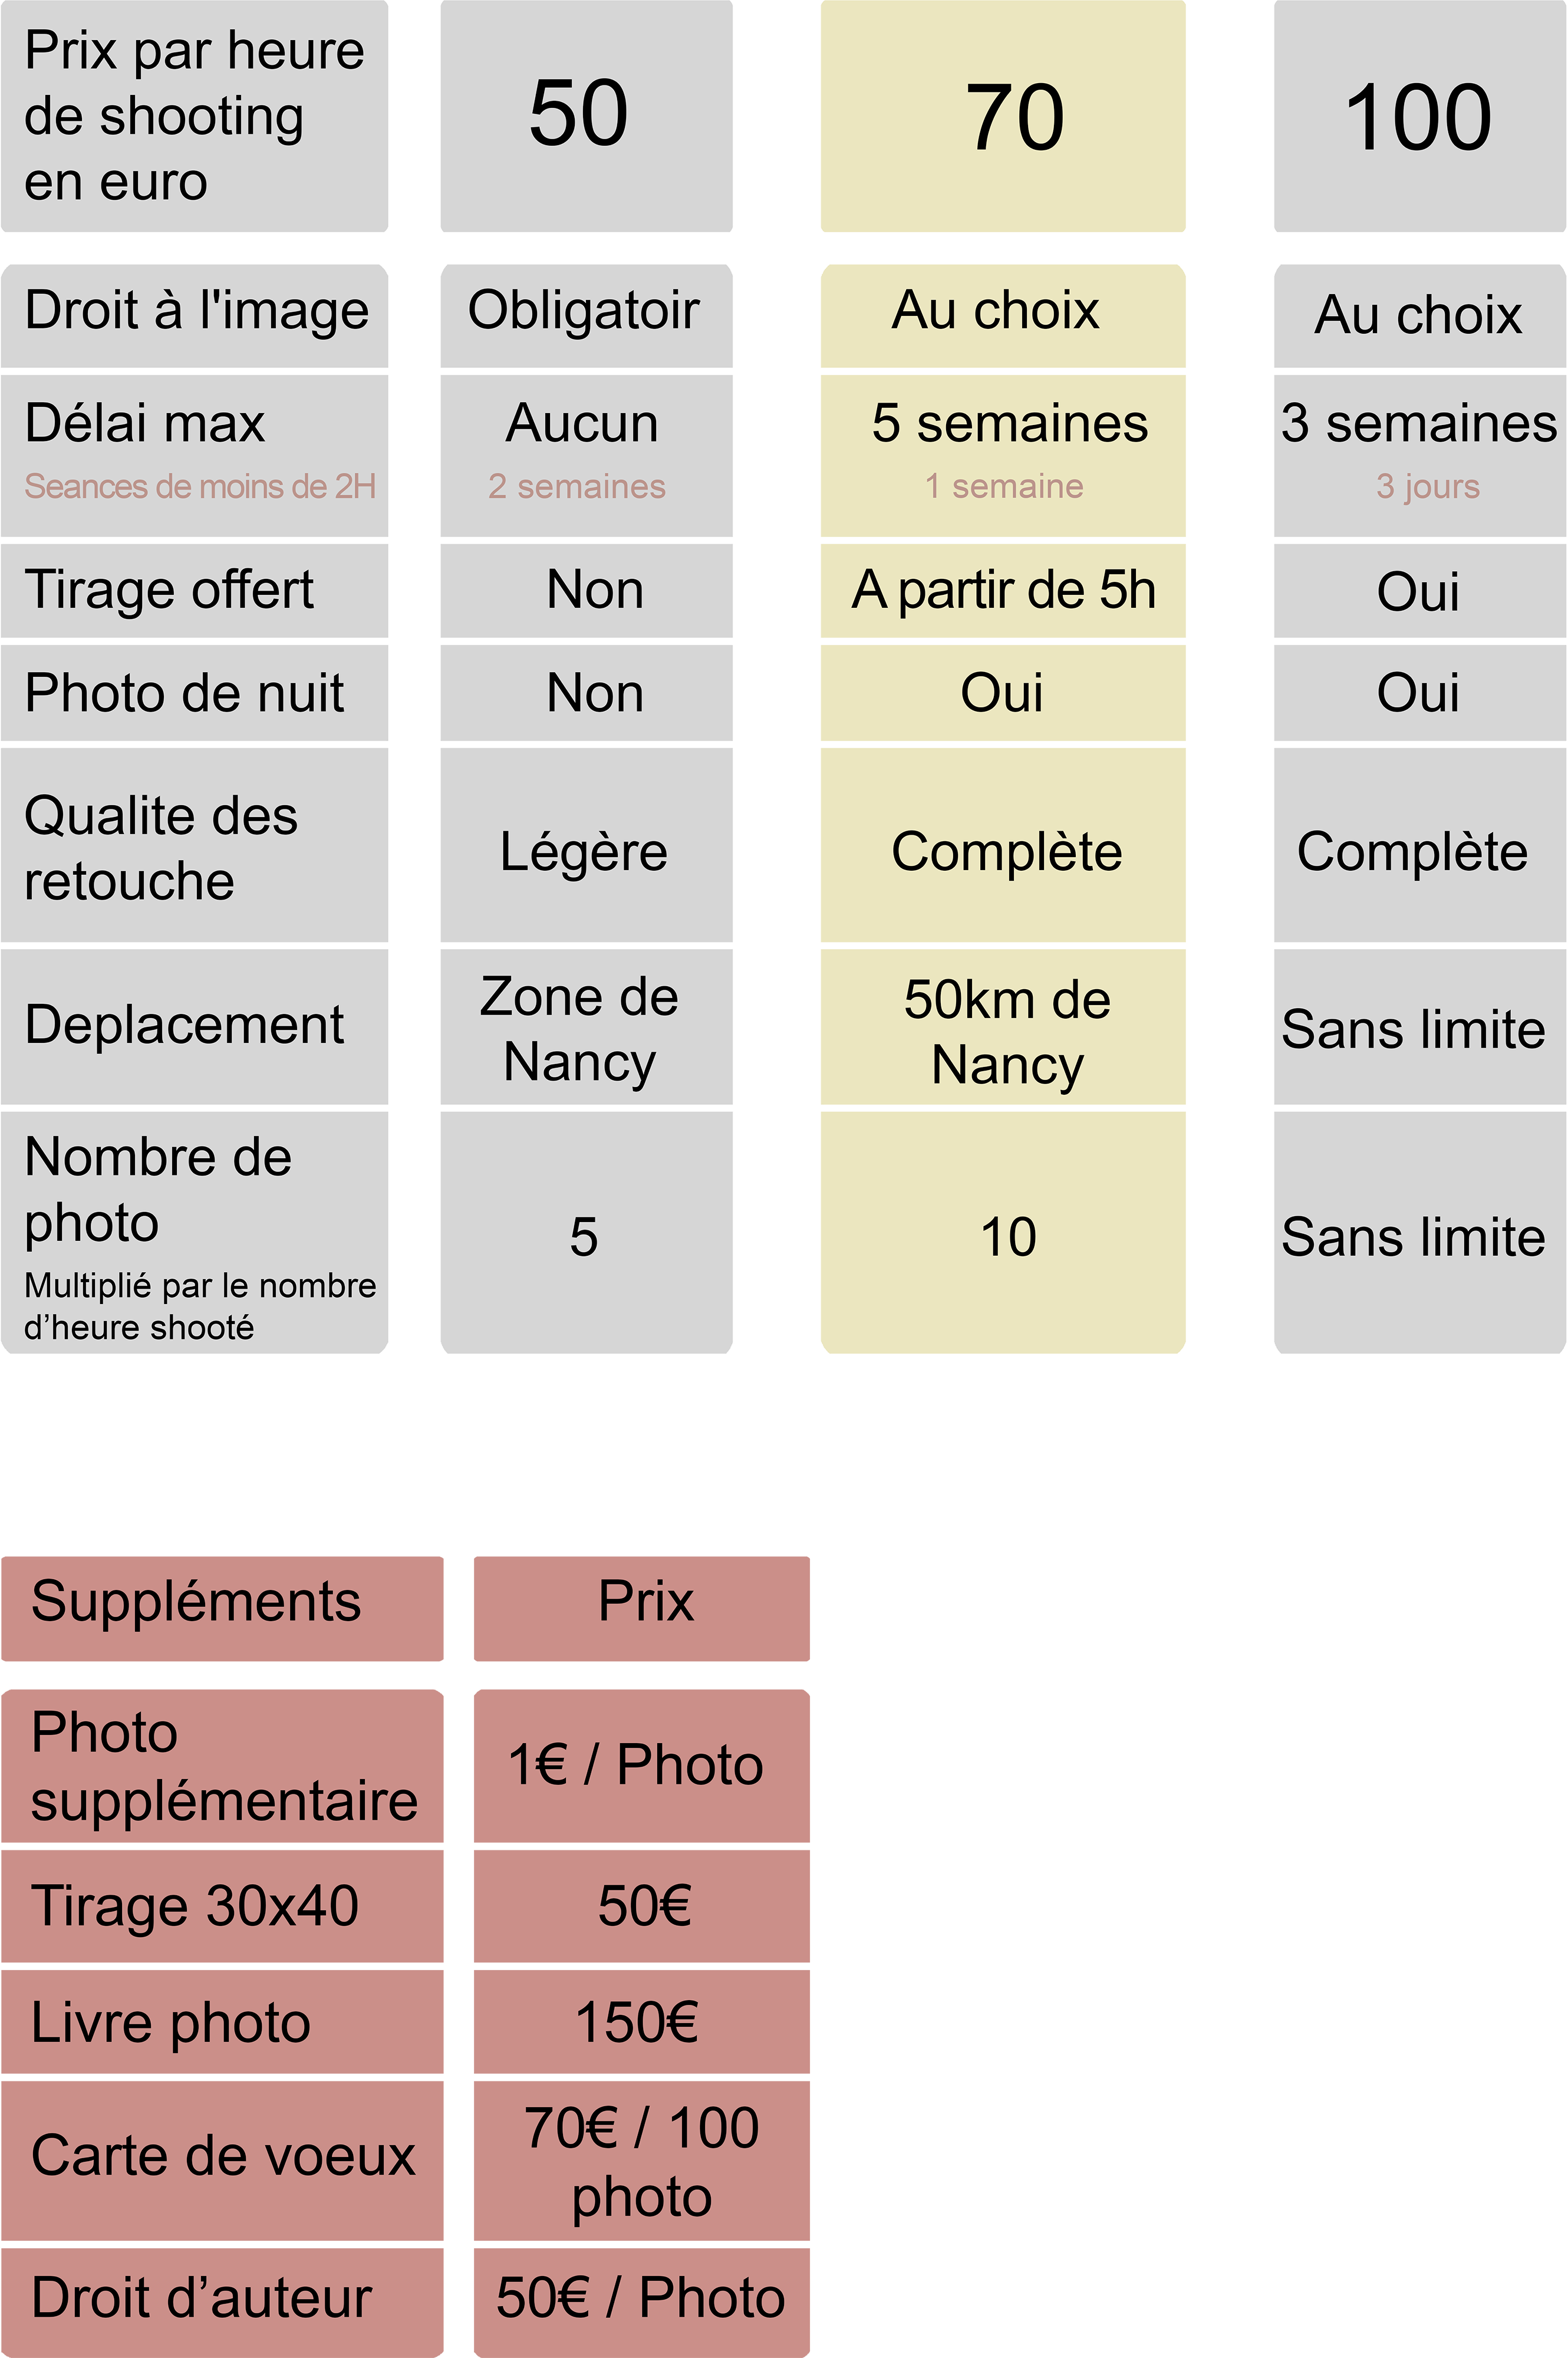 Prix par heure
de shooting
en euro
50
70
100
Droit à l'image
Obligatoir
Au choix
Au choix
Délai max
Aucun
5 semaines
3 semaines
Seances de moins de 2H
2 semaines
1 semaine
3 jours
Tirage offert
Non
A partir de 5h
Oui
Photo de nuit
Non
Oui
Oui
Qualite des
retouche
Légère
Complète
Complète
Deplacement
Zone de
Nancy
50km de
Nancy
Sans limite
Nombre de
photo
Multiplié par le nombre
d’heure shooté
5
10
Sans limite
Suppléments
Prix
Photo
supplémentaire
1€ / Photo
Tirage 30x40
50€
Livre photo
150€
Carte de voeux
70€ / 100
photo
Droit d’auteur
50€ / Photo